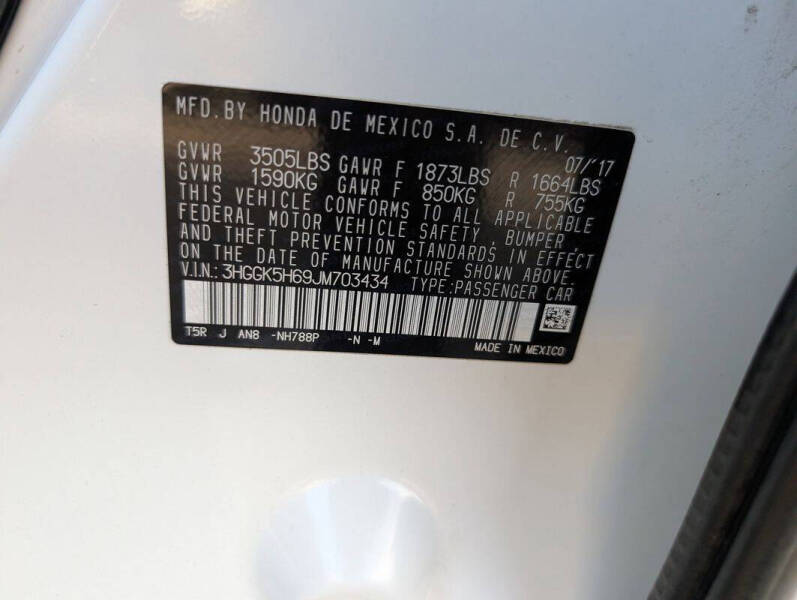 MFD. BY HONDA DE MEXICO S.A. DE C.V.
07/'17
GVWR 3505LBS GAWR F 1873LBS R 1664LBS
GVWR 1590KG GAWR F 850KG R 755KG
THIS VEHICLE CONFORMS TO ALL APPLICABLE
FEDERAL MOTOR VEHICLE SAFETY, BUMPER,
AND THEFT PREVENTION STANDARDS IN EFFECT
ON THE DATE OF MANUFACTURE SHOWN ABOVE.
V.I.N.: 3HGGK5H69JM703434 TYPE:PASSENGER CAR
T5R J AN8 -NH788P -N -M
MADE IN MEXICO